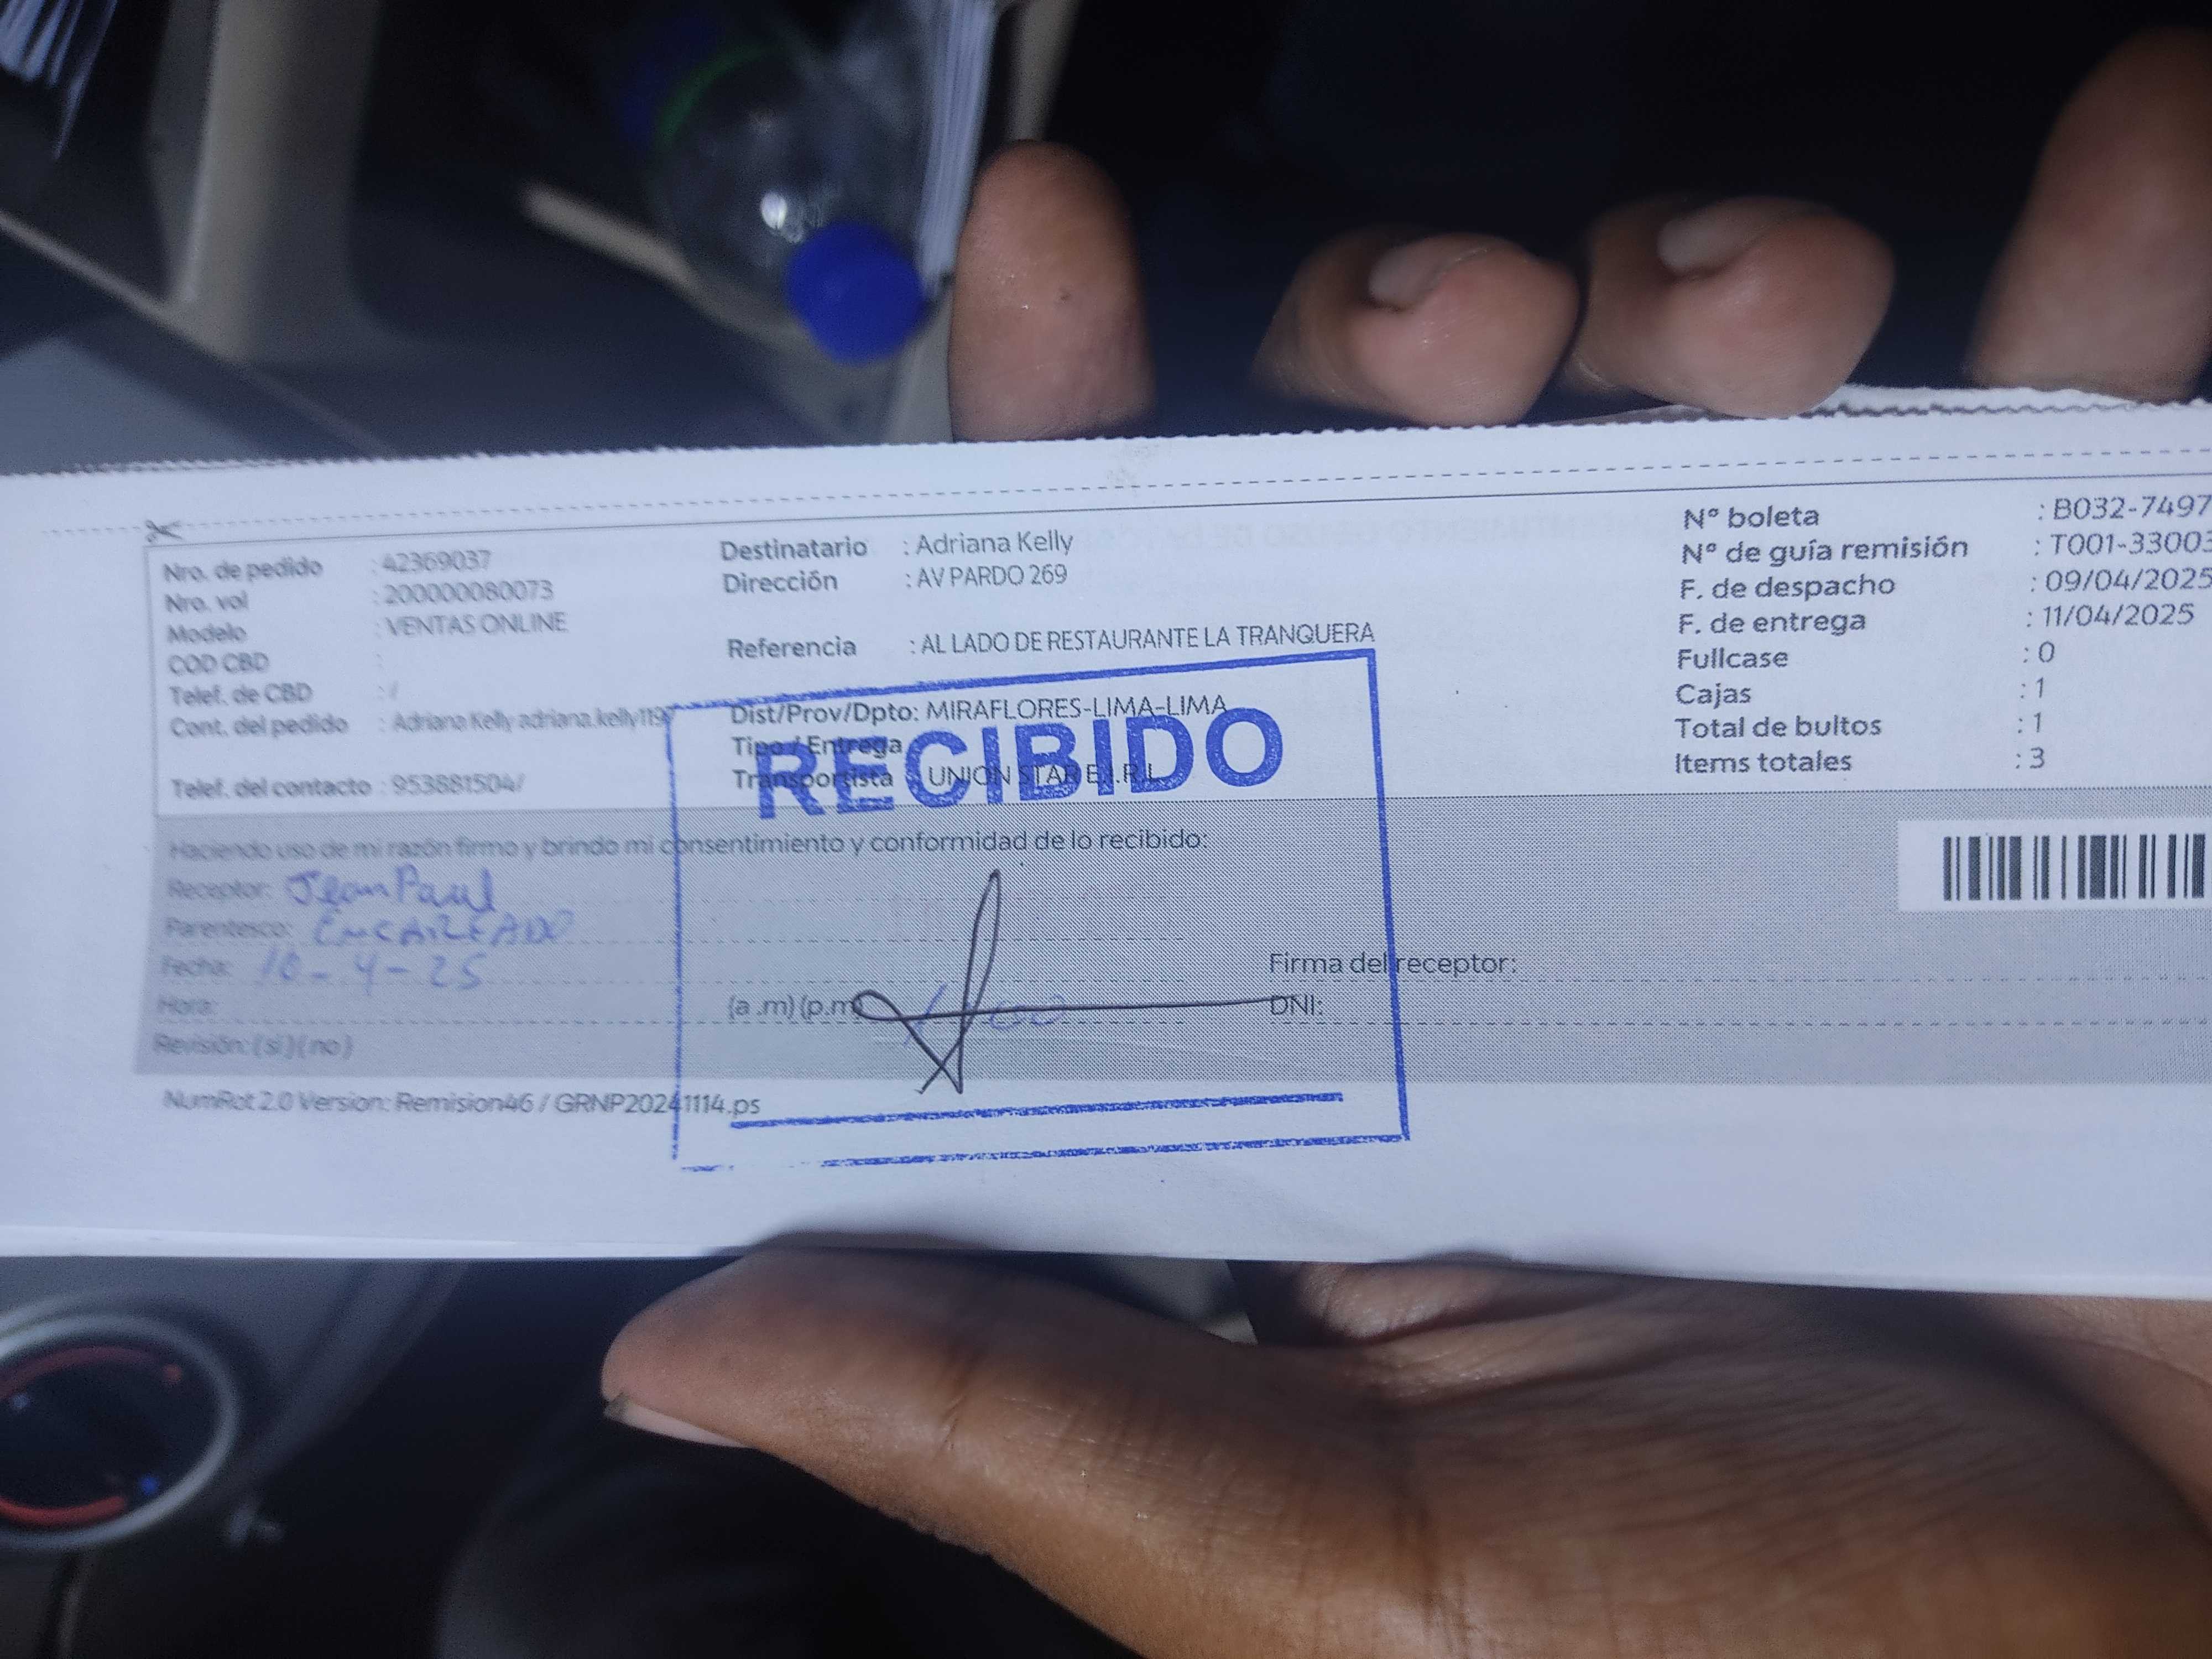 Nro. de pedido : 42369037
Nro. vol : 200000080073
Modelo : VENTAS ONLINE
COD CBD :
Telef. de CBD : /
Cont. del pedido : Adriana Kelly adriana.kelly119
Telef. del contacto : 953881504/
Destinatario : Adriana Kelly
Dirección : AV PARDO 269
Referencia : AL LADO DE RESTAURANTE LA TRANQUERA
Dist/Prov/Dpto: MIRAFLORES-LIMA-LIMA
Tipo / Entrega
Transportista : UNION STAR E.I.R.L
RECIBIDO
N° boleta : B032-7497
N° de guía remisión : T001-33003
F. de despacho : 09/04/2025
F. de entrega : 11/04/2025
Fullcase : 0
Cajas : 1
Total de bultos : 1
Items totales : 3
Haciendo uso de mi razón firmo y brindo mi consentimiento y conformidad de lo recibido:
Receptor: Jean Paul
Parentesco: EnCARGADO
Fecha: 10-4-25
Hora: (a .m) (p.m
Revisión: ( si ) ( no )
Firma del receptor:
DNI:
NumRot 2.0 Version: Remision46 / GRNP20241114.ps